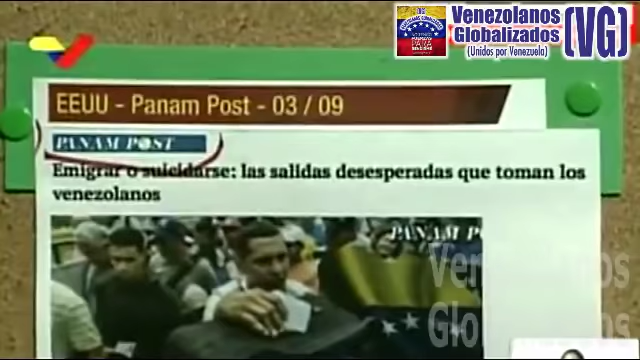 Venezolanos
Globalizados
(Unidos por Venezuela)
(VG)
EEUU - Panam Post - 03 / 09
PANAM POST
Emigrar o suicidarse: las salidas desesperadas que toman los
venezolanos
PANAM PO
Venezolanos
Globalizados